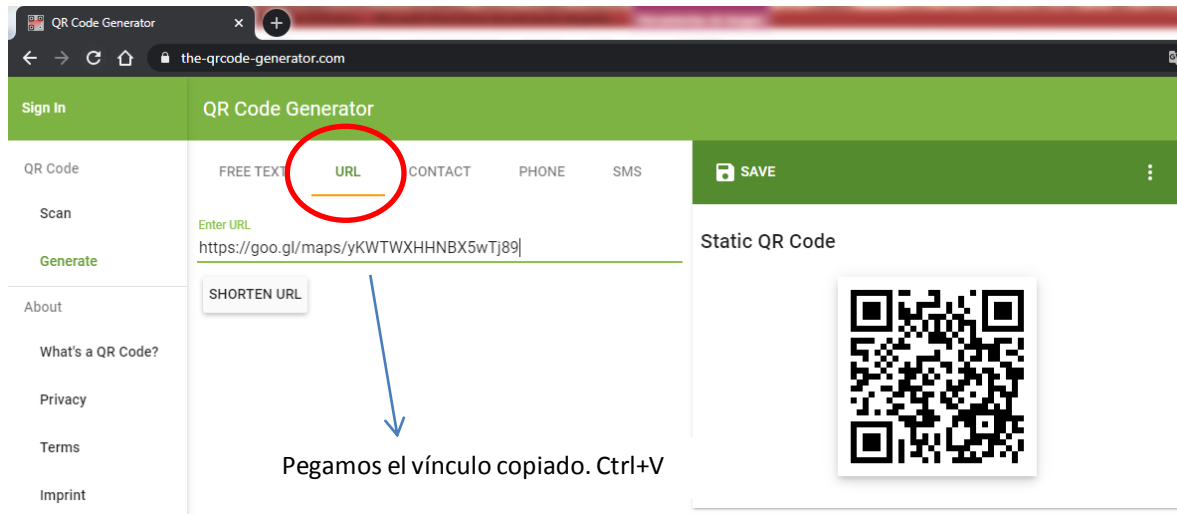 QR Code Generator
the-qrcode-generator.com
Sign In
QR Code Generator
QR Code
Scan
Generate
About
What's a QR Code?
Privacy
Terms
Imprint
FREE TEXT URL CONTACT PHONE SMS
Enter URL
https://goo.gl/maps/yKWTWXHHNBX5wTj89
SHORTEN URL
Pegamos el vínculo copiado. Ctrl+V
SAVE
Static QR Code